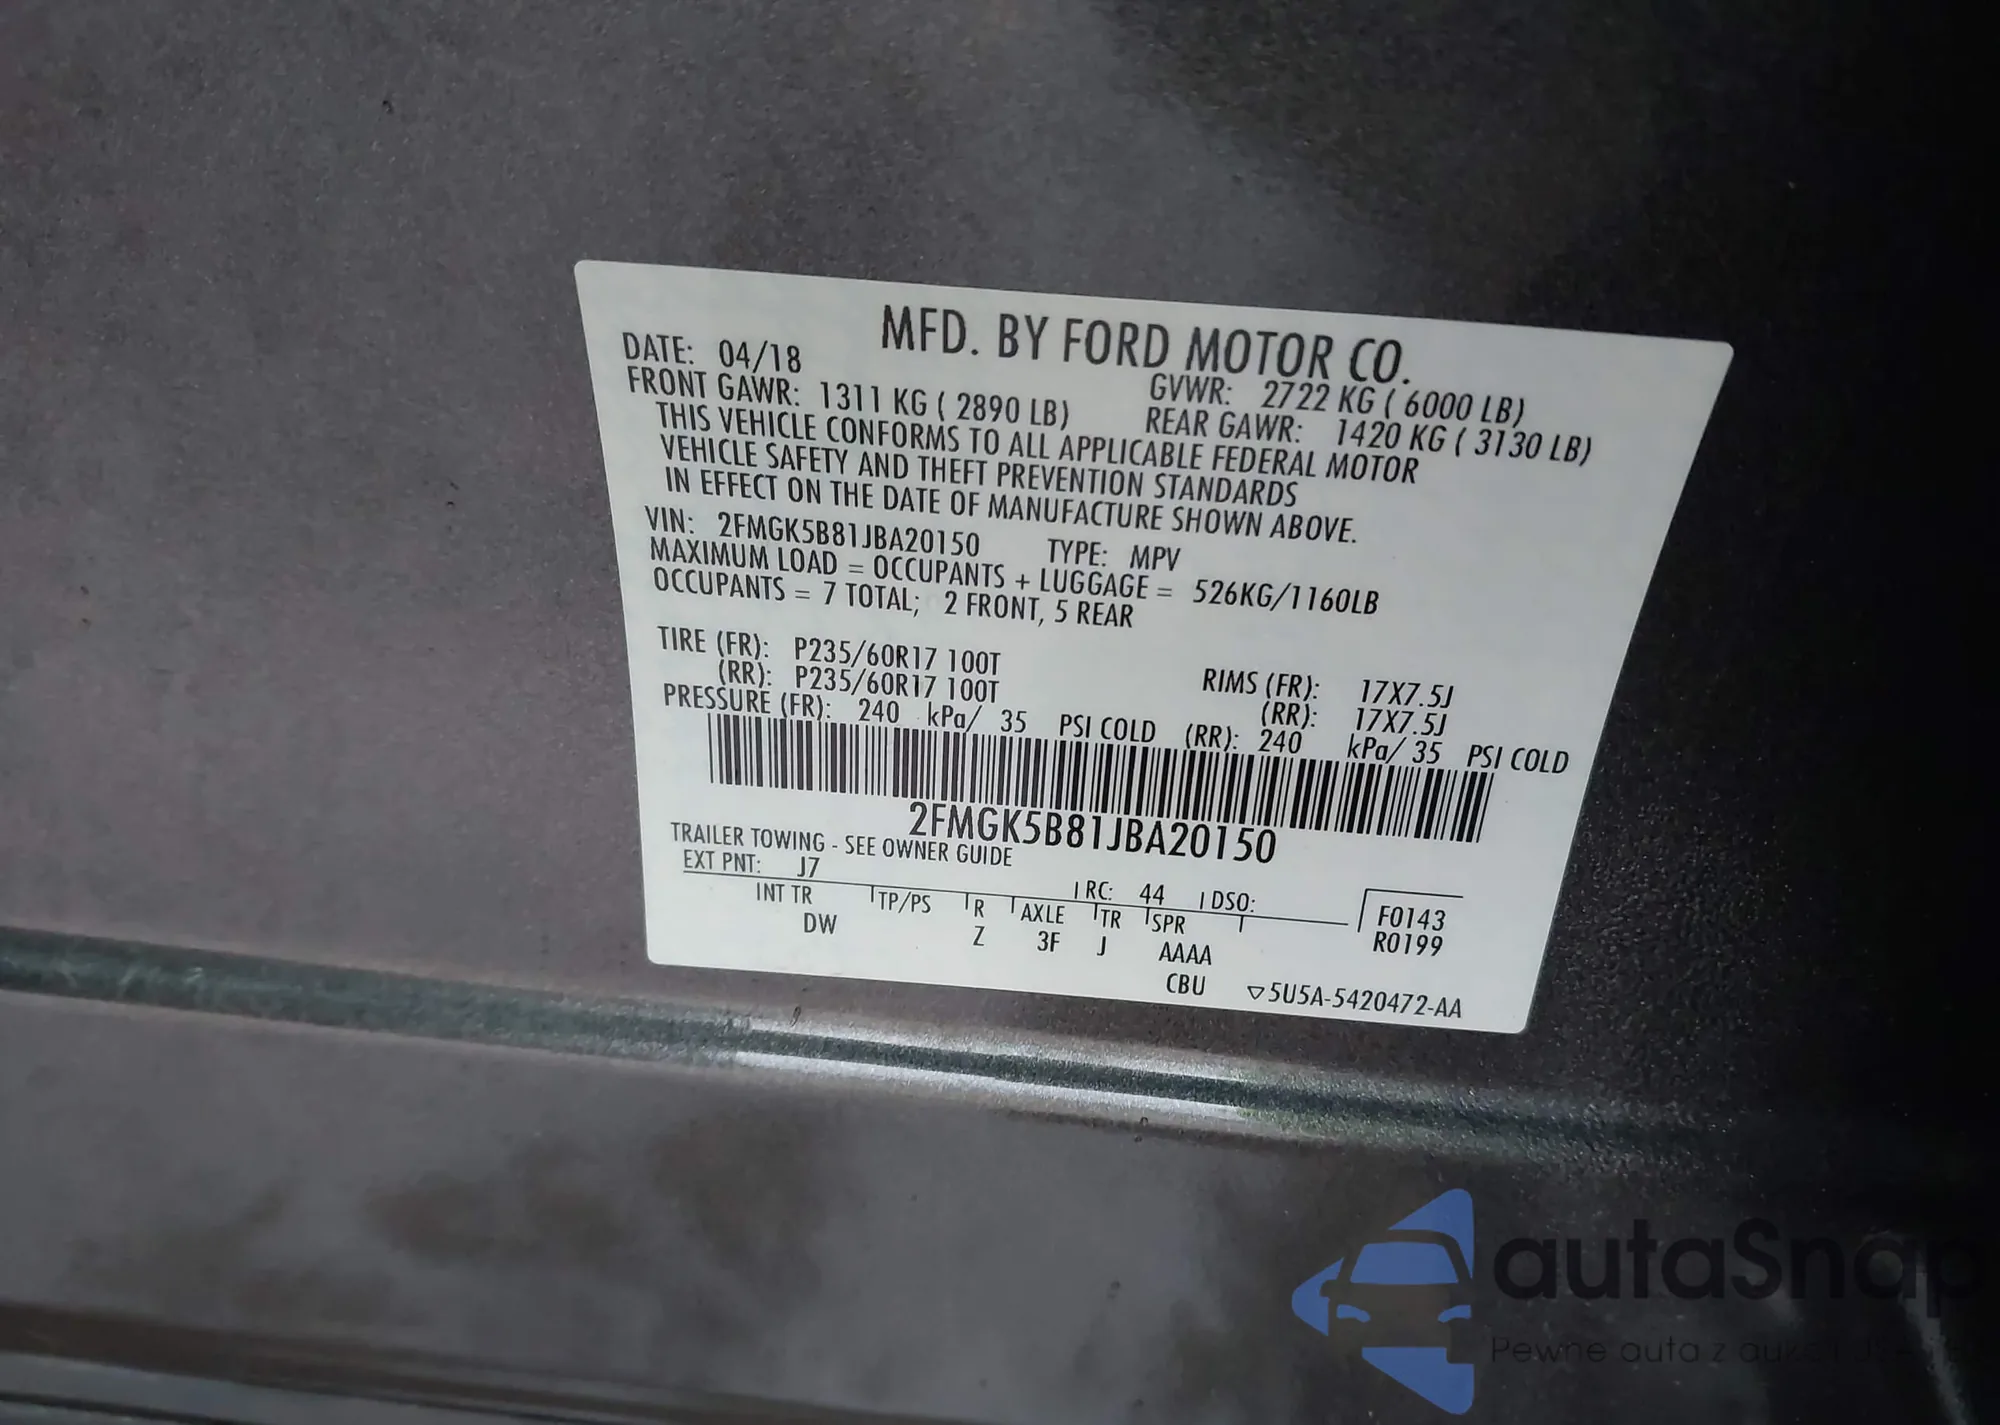 MFD. BY FORD MOTOR CO.
DATE: 04/18 GVWR: 2722 KG ( 6000 LB)
FRONT GAWR: 1311 KG ( 2890 LB) REAR GAWR: 1420 KG ( 3130 LB)
THIS VEHICLE CONFORMS TO ALL APPLICABLE FEDERAL MOTOR
VEHICLE SAFETY AND THEFT PREVENTION STANDARDS
IN EFFECT ON THE DATE OF MANUFACTURE SHOWN ABOVE.
VIN: 2FMGK5B81JBA20150 TYPE: MPV
MAXIMUM LOAD = OCCUPANTS + LUGGAGE = 526KG/1160LB
OCCUPANTS = 7 TOTAL; 2 FRONT, 5 REAR
TIRE (FR): P235/60R17 100T RIMS (FR): 17X7.5J
(RR): P235/60R17 100T (RR): 17X7.5J
PRESSURE (FR): 240 kPa/ 35 PSI COLD (RR): 240 kPa/ 35 PSI COLD
2FMGK5B81JBA20150
TRAILER TOWING - SEE OWNER GUIDE
EXT PNT: J7 RC: 44 DSO: F0143
INT TR TP/PS R AXLE TR SPR R0199
DW Z 3F J AAAA
CBU ▽5U5A-5420472-AA
autaSnap
Pewne auta z